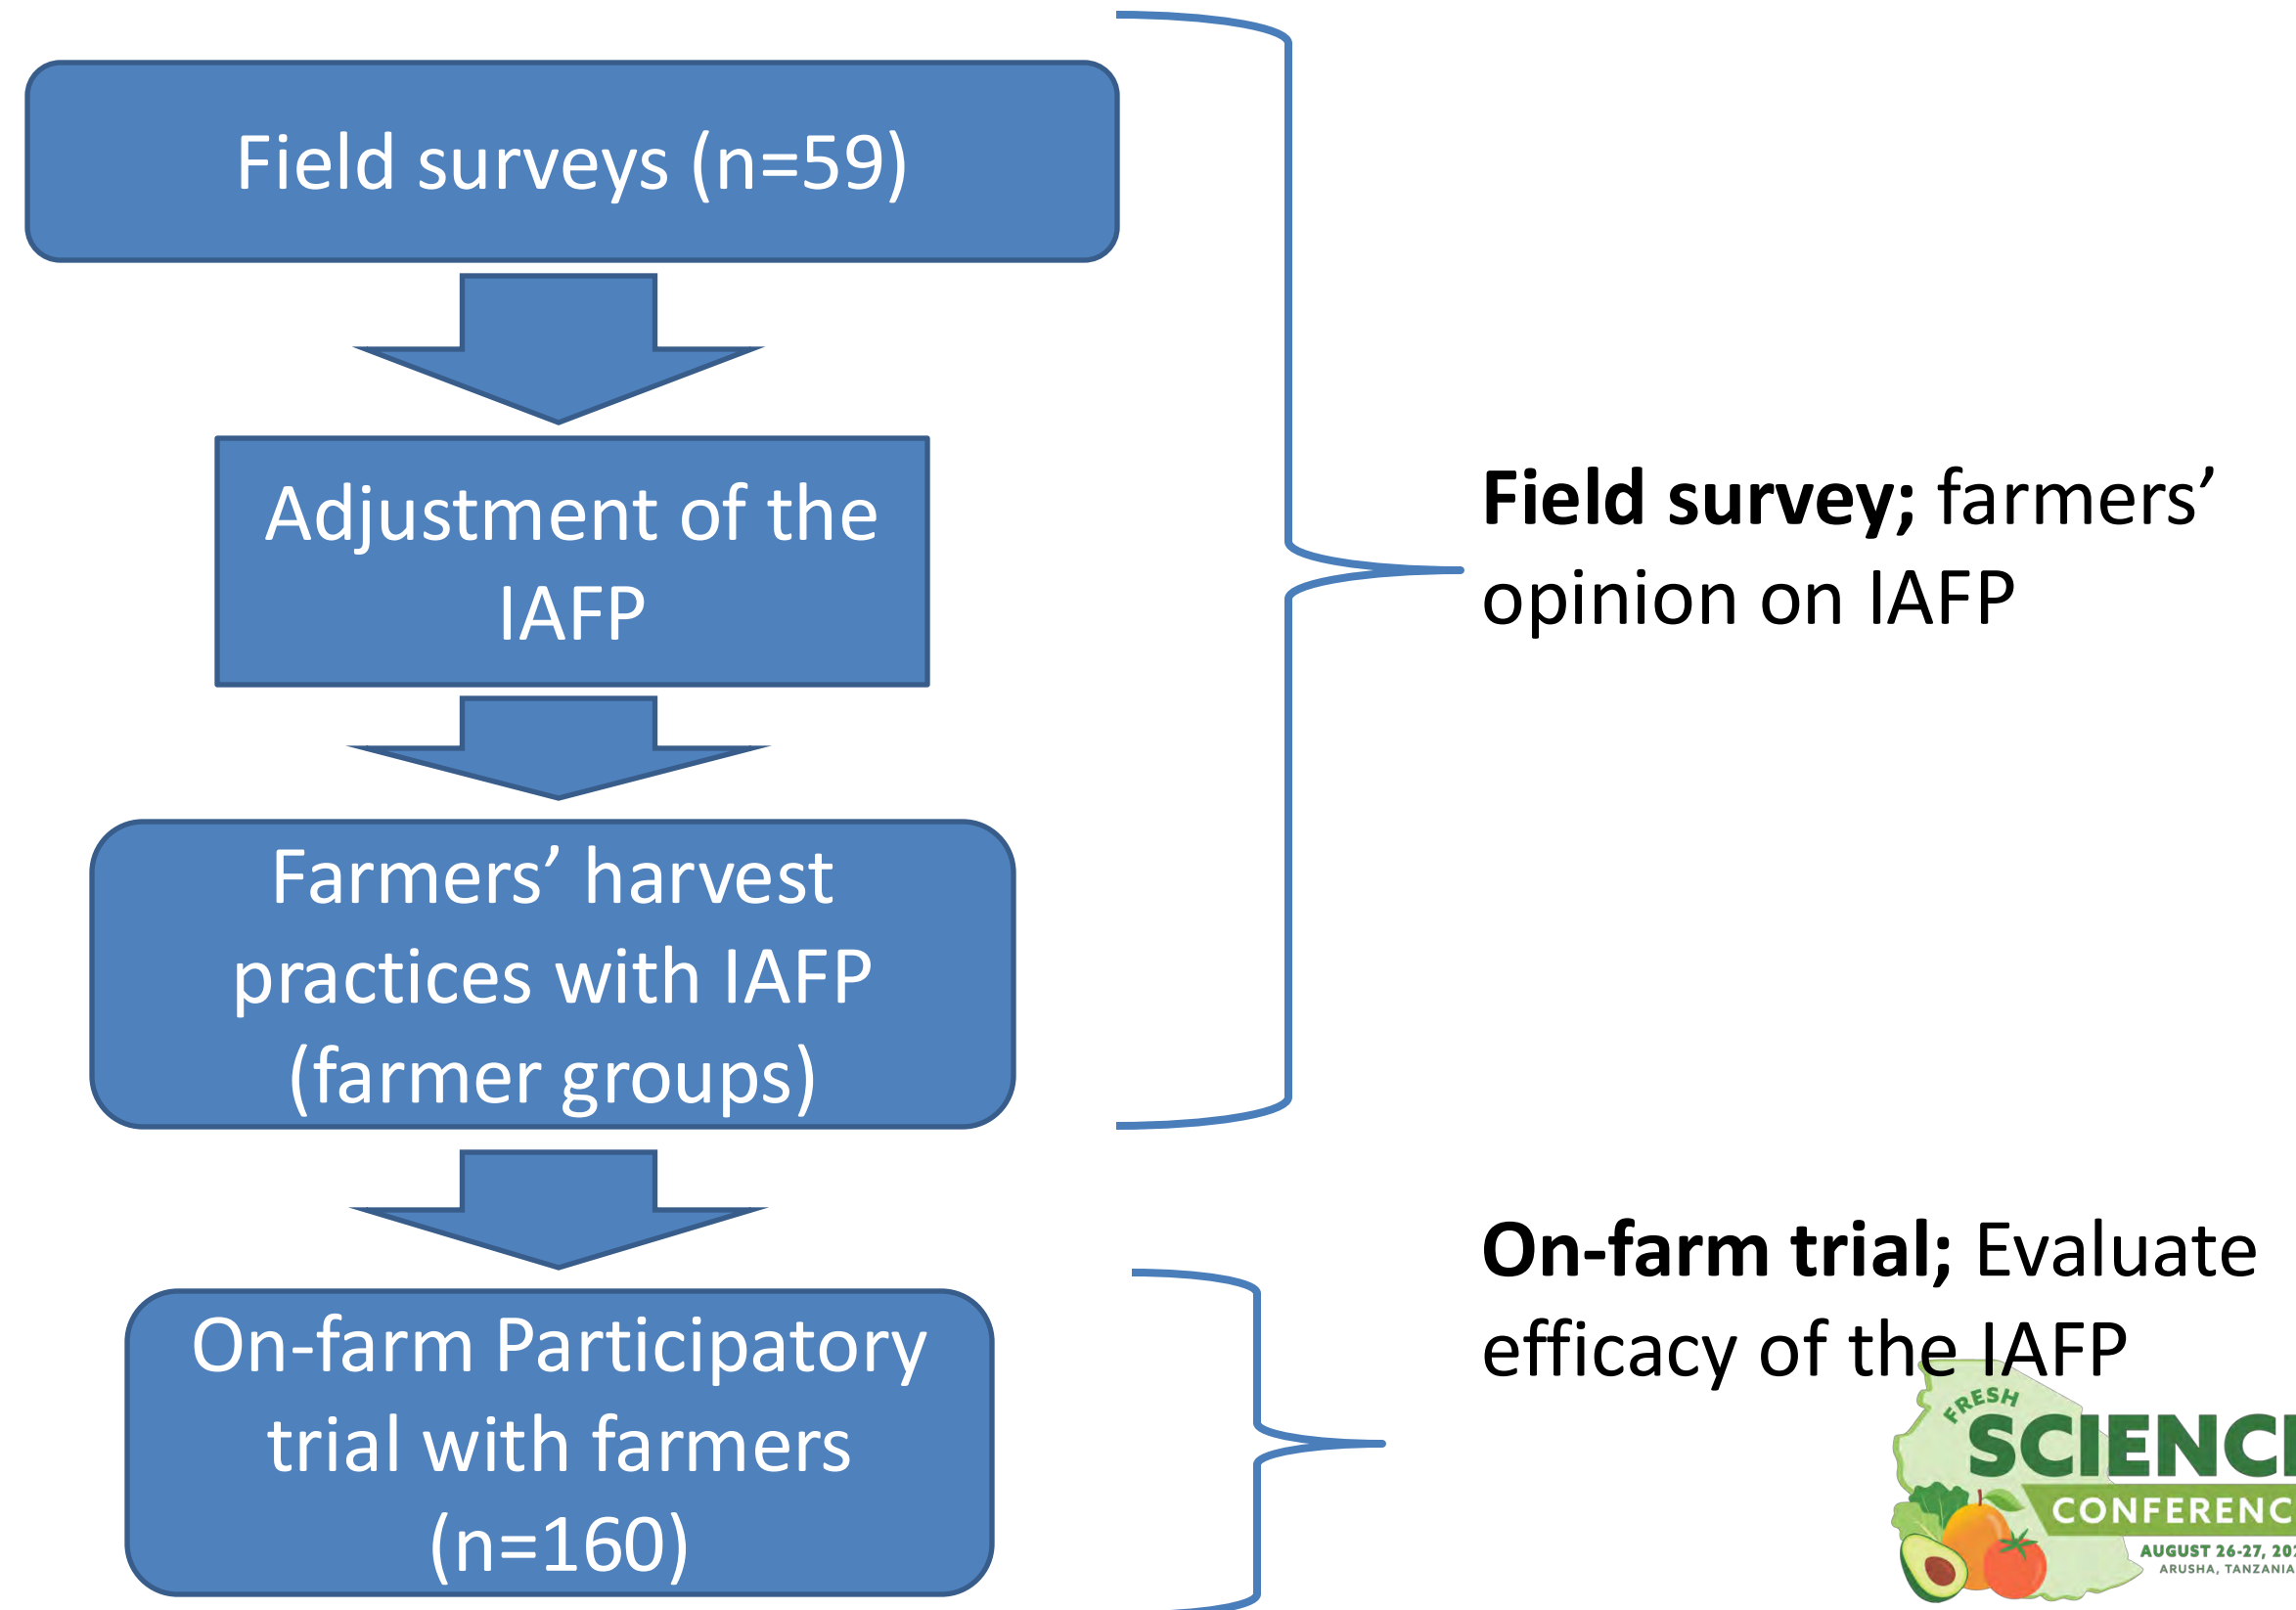 Field surveys (n=59)
Adjustment of the
IAFP
Farmers’ harvest
practices with IAFP
(farmer groups)
On-farm Participatory
trial with farmers
(n=160)
Field survey; farmers’
opinion on IAFP
On-farm trial; Evaluate
efficacy of the IAFP
FRESH
SCIENC
CONFERENC
AUGUST 26-27, 202
ARUSHA, TANZANIA